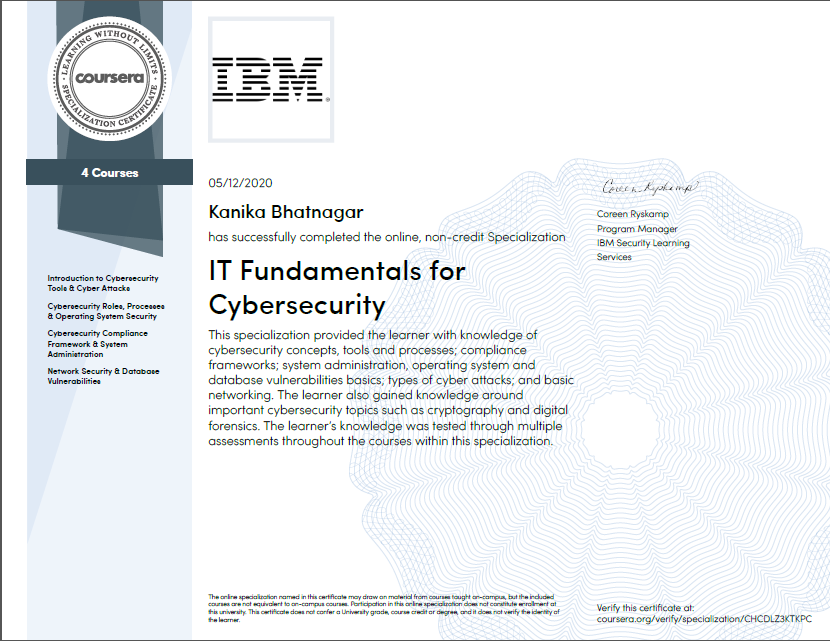 LEARNING WITHOUT LIMITS
coursera
SPECIALIZATION CERTIFICATE
IBM®
4 Courses
Introduction to Cybersecurity
Tools & Cyber Attacks
Cybersecurity Roles, Processes
& Operating System Security
Cybersecurity Compliance
Framework & System
Administration
Network Security & Database
Vulnerabilities
05/12/2020
Kanika Bhatnagar
has successfully completed the online, non-credit Specialization
IT Fundamentals for
Cybersecurity
This specialization provided the learner with knowledge of
cybersecurity concepts, tools and processes; compliance
frameworks; system administration, operating system and
database vulnerabilities basics; types of cyber attacks; and basic
networking. The learner also gained knowledge around
important cybersecurity topics such as cryptography and digital
forensics. The learner's knowledge was tested through multiple
assessments throughout the courses within this specialization.
Coreen Ryskamp
Coreen Ryskamp
Program Manager
IBM Security Learning
Services
The online specialization named in this certificate may draw on material from courses taught on-campus, but the included
courses are not equivalent to on-campus courses. Participation in this online specialization does not constitute enrollment at
this university. This certificate does not confer a University grade, course credit or degree, and it does not verify the identity of
the learner.
Verify this certificate at:
coursera.org/verify/specialization/CHCDLZ3KTKPC